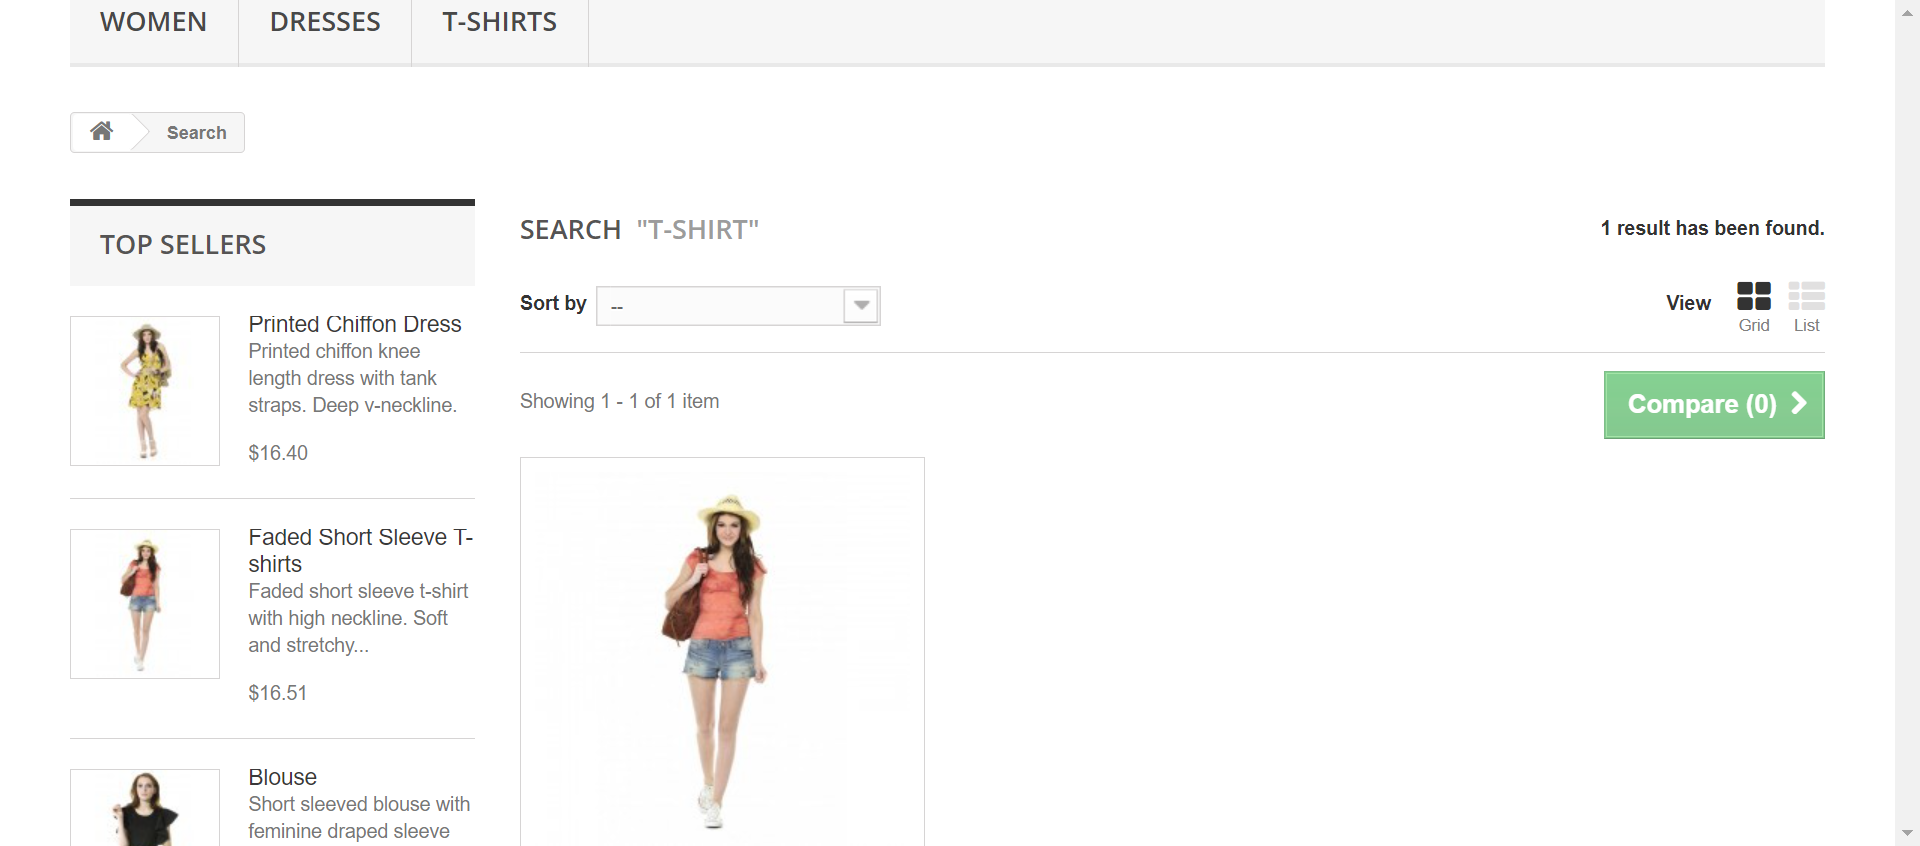 WOMEN DRESSES T-SHIRTS
Search
TOP SELLERS
Printed Chiffon Dress
Printed chiffon knee
length dress with tank
straps. Deep v-neckline.
$16.40
Faded Short Sleeve T-
shirts
Faded short sleeve t-shirt
with high neckline. Soft
and stretchy...
$16.51
Blouse
Short sleeved blouse with
feminine draped sleeve
SEARCH "T-SHIRT"
1 result has been found.
Sort by --
View
Grid List
Showing 1 - 1 of 1 item
Compare (0)